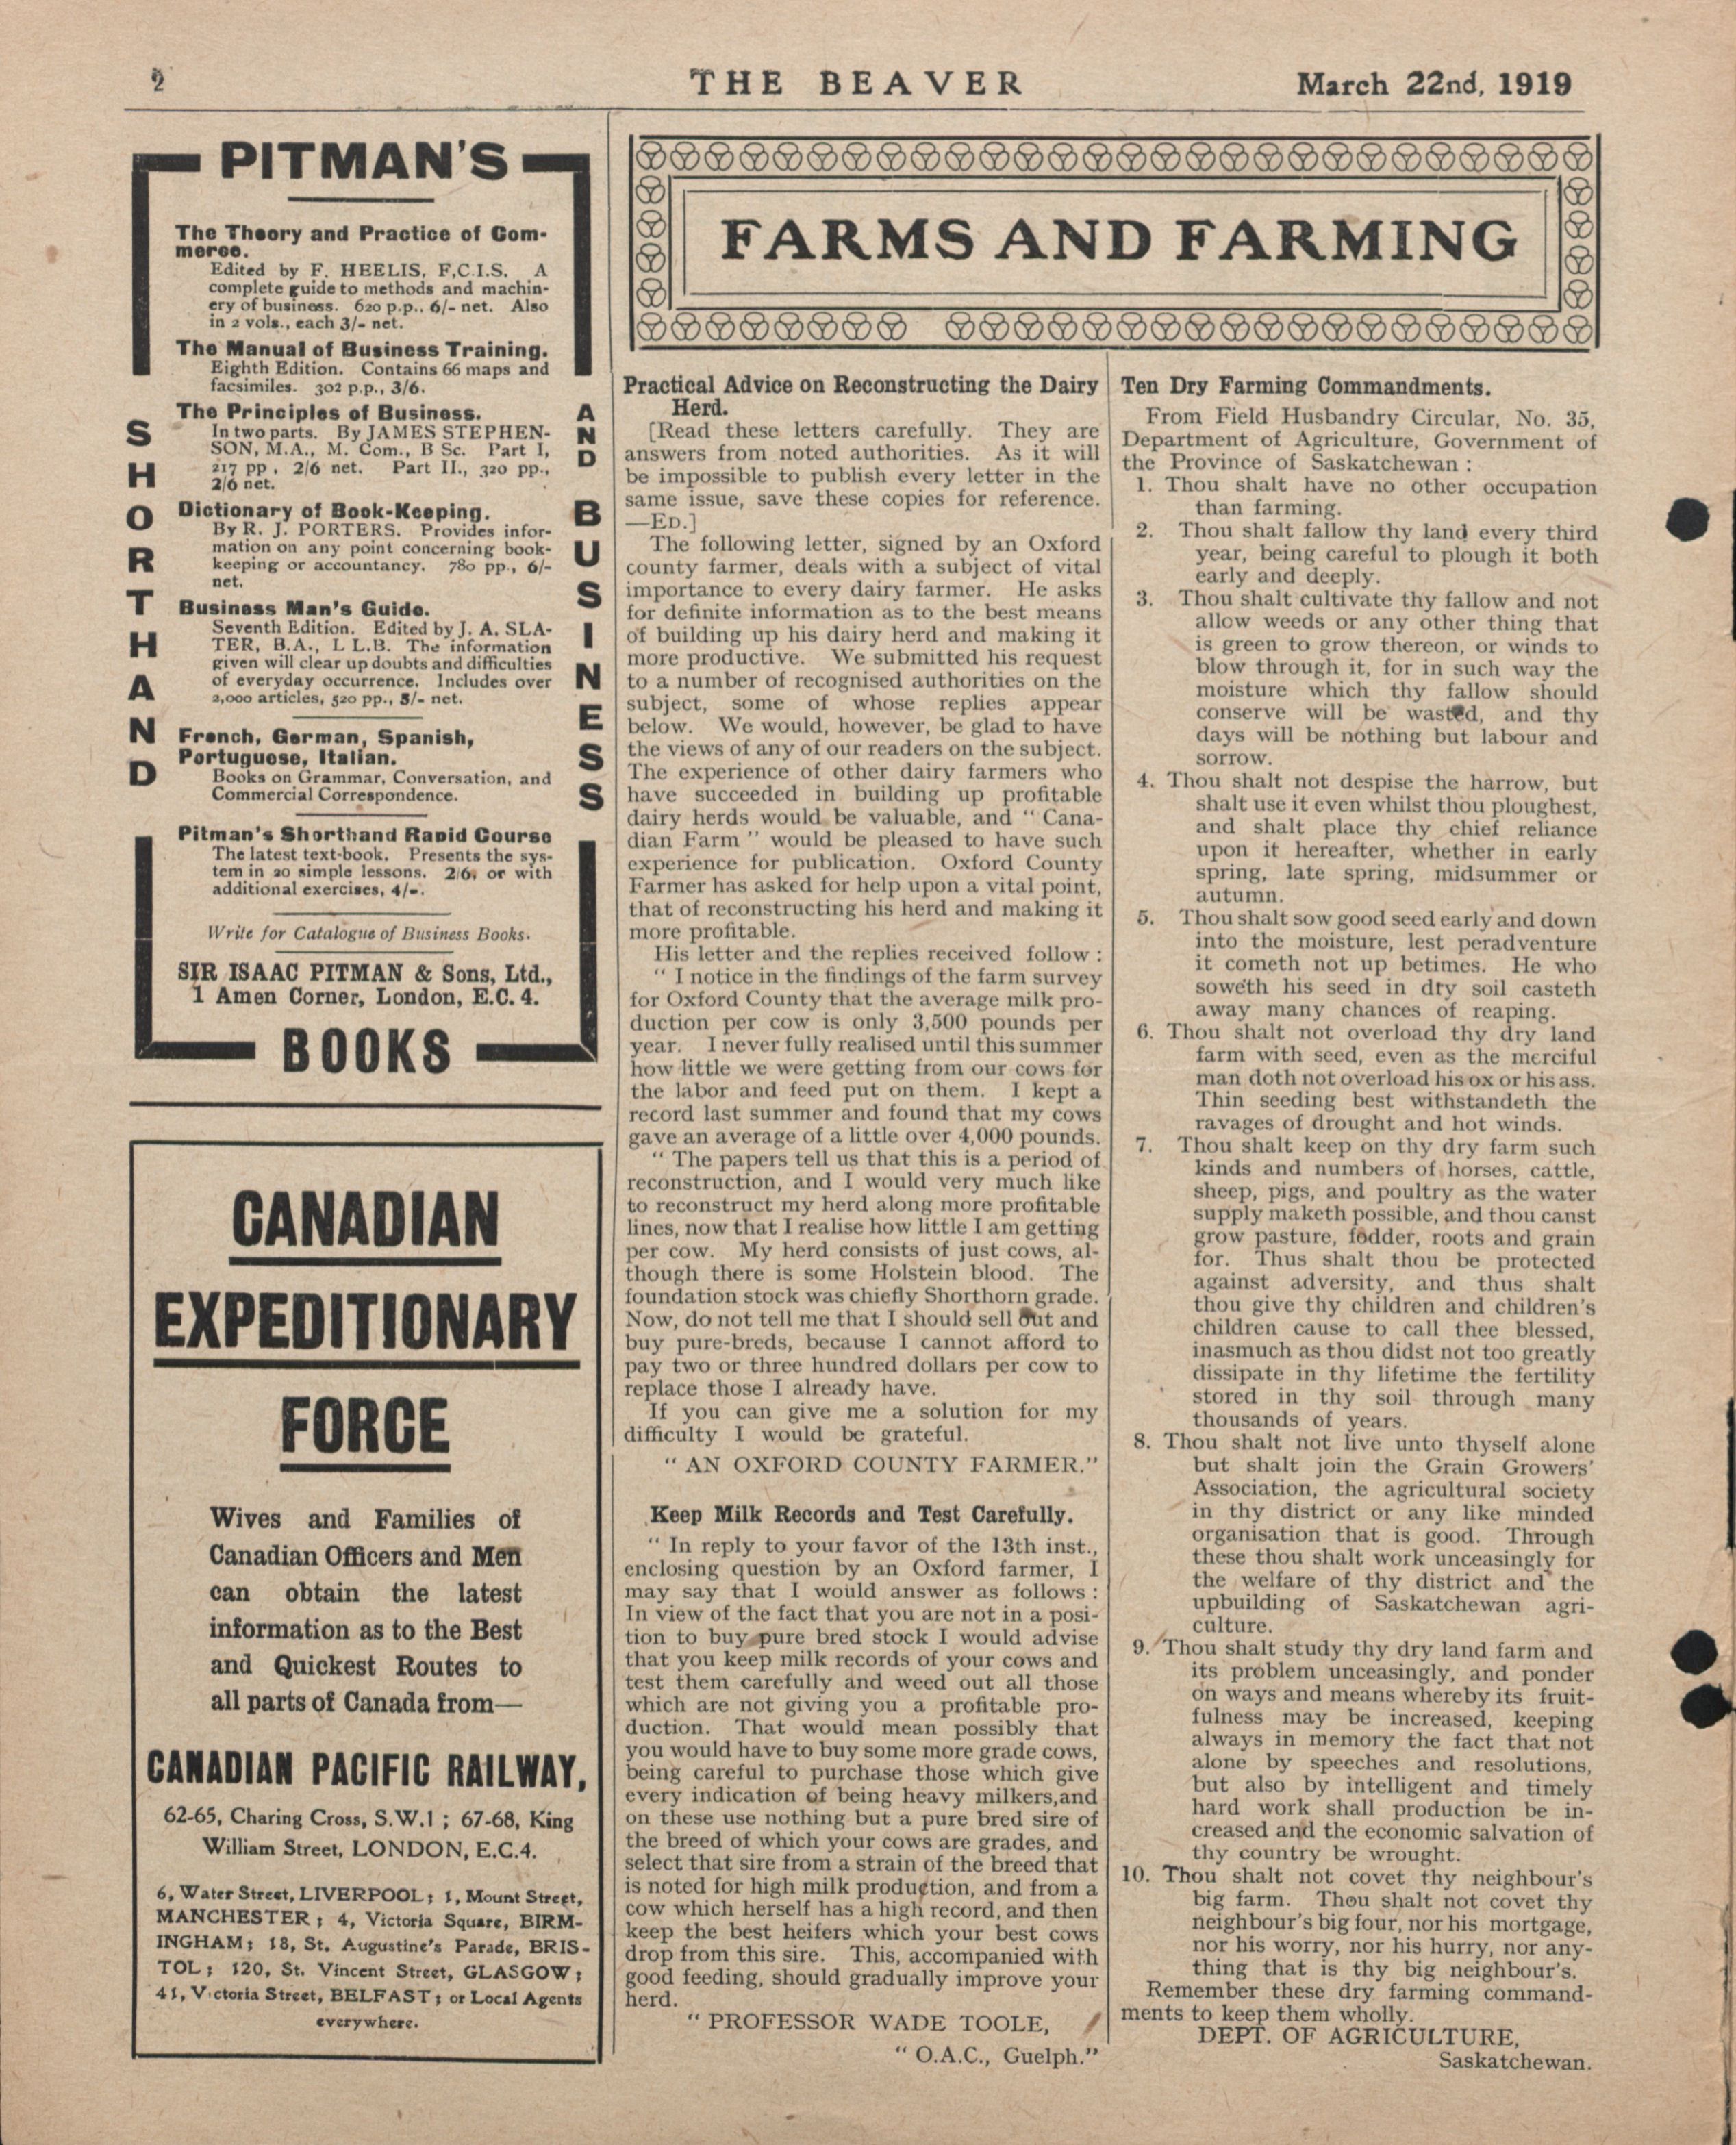 2
THE BEAVER
March 22nd, 1919
PITMAN'S
SHORTHAND
AND BUSINESS
The Theory and Practice of Com-
merce.
Edited by F. HEELIS, F,C.I.S. A
complete guide to methods and machin-
ery of business. 620 p.p., 6/- net. Also
in 2 vols., each 3/- net.
The Manual of Business Training.
Eighth Edition. Contains 66 maps and
facsimiles. 302 p.p., 3/6.
The Principles of Business.
In two parts. By JAMES STEPHEN-
SON, M.A., M. Com., B Sc. Part I,
217 pp, 2/6 net. Part II., 320 pp.,
2/6 net.
Dictionary of Book-Keeping.
By R. J. PORTERS. Provides infor-
mation on any point concerning book-
keeping or accountancy. 780 pp., 6/-
net.
Business Man's Guide.
Seventh Edition. Edited by J. A. SLA-
TER, B.A., L L.B. The information
given will clear up doubts and difficulties
of everyday occurrence. Includes over
2,000 articles, 520 pp., 5/- net.
French, German, Spanish,
Portuguese, Italian.
Books on Grammar, Conversation, and
Commercial Correspondence.
Pitman's Shorthand Rapid Course
The latest text-book. Presents the sys-
tem in 20 simple lessons. 2/6, or with
additional exercises, 4/-.
Write for Catalogue of Business Books.
SIR ISAAC PITMAN & Sons, Ltd.,
1 Amen Corner, London, E.C. 4.
BOOKS
CANADIAN
EXPEDITIONARY
FORCE
Wives and Families of
Canadian Officers and Men
can obtain the latest
information as to the Best
and Quickest Routes to
all parts of Canada from—
CANADIAN PACIFIC RAILWAY,
62-65, Charing Cross, S.W.1 ; 67-68, King
William Street, LONDON, E.C.4.
6, Water Street, LIVERPOOL; 1, Mount Street,
MANCHESTER; 4, Victoria Square, BIRM-
INGHAM; 18, St. Augustine's Parade, BRIS-
TOL; 120, St. Vincent Street, GLASGOW;
41, Victoria Street, BELFAST; or Local Agents
everywhere.
FARMS AND FARMING
Practical Advice on Reconstructing the Dairy
Herd.
[Read these letters carefully. They are
answers from noted authorities. As it will
be impossible to publish every letter in the
same issue, save these copies for reference.
—ED.]
The following letter, signed by an Oxford
county farmer, deals with a subject of vital
importance to every dairy farmer. He asks
for definite information as to the best means
of building up his dairy herd and making it
more productive. We submitted his request
to a number of recognised authorities on the
subject, some of whose replies appear
below. We would, however, be glad to have
the views of any of our readers on the subject.
The experience of other dairy farmers who
have succeeded in building up profitable
dairy herds would be valuable, and " Cana-
dian Farm " would be pleased to have such
experience for publication. Oxford County
Farmer has asked for help upon a vital point,
that of reconstructing his herd and making it
more profitable.
His letter and the replies received follow :
" I notice in the findings of the farm survey
for Oxford County that the average milk pro-
duction per cow is only 3,500 pounds per
year. I never fully realised until this summer
how little we were getting from our cows for
the labor and feed put on them. I kept a
record last summer and found that my cows
gave an average of a little over 4,000 pounds.
" The papers tell us that this is a period of
reconstruction, and I would very much like
to reconstruct my herd along more profitable
lines, now that I realise how little I am getting
per cow. My herd consists of just cows, al-
though there is some Holstein blood. The
foundation stock was chiefly Shorthorn grade.
Now, do not tell me that I should sell out and
buy pure-breds, because I cannot afford to
pay two or three hundred dollars per cow to
replace those I already have.
If you can give me a solution for my
difficulty I would be grateful.
" AN OXFORD COUNTY FARMER."
Keep Milk Records and Test Carefully.
" In reply to your favor of the 13th inst.,
enclosing question by an Oxford farmer, I
may say that I would answer as follows :
In view of the fact that you are not in a posi-
tion to buy pure bred stock I would advise
that you keep milk records of your cows and
test them carefully and weed out all those
which are not giving you a profitable pro-
duction. That would mean possibly that
you would have to buy some more grade cows,
being careful to purchase those which give
every indication of being heavy milkers,and
on these use nothing but a pure bred sire of
the breed of which your cows are grades, and
select that sire from a strain of the breed that
is noted for high milk production, and from a
cow which herself has a high record, and then
keep the best heifers which your best cows
drop from this sire. This, accompanied with
good feeding, should gradually improve your
herd.
" PROFESSOR WADE TOOLE,
" O.A.C., Guelph."
Ten Dry Farming Commandments.
From Field Husbandry Circular, No. 35,
Department of Agriculture, Government of
the Province of Saskatchewan :
1. Thou shalt have no other occupation
than farming.
2. Thou shalt fallow thy land every third
year, being careful to plough it both
early and deeply.
3. Thou shalt cultivate thy fallow and not
allow weeds or any other thing that
is green to grow thereon, or winds to
blow through it, for in such way the
moisture which thy fallow should
conserve will be wasted, and thy
days will be nothing but labour and
sorrow.
4. Thou shalt not despise the harrow, but
shalt use it even whilst thou ploughest,
and shalt place thy chief reliance
upon it hereafter, whether in early
spring, late spring, midsummer or
autumn.
5. Thou shalt sow good seed early and down
into the moisture, lest peradventure
it cometh not up betimes. He who
soweth his seed in dry soil casteth
away many chances of reaping.
6. Thou shalt not overload thy dry land
farm with seed, even as the merciful
man doth not overload his ox or his ass.
Thin seeding best withstandeth the
ravages of drought and hot winds.
7. Thou shalt keep on thy dry farm such
kinds and numbers of horses, cattle,
sheep, pigs, and poultry as the water
supply maketh possible, and thou canst
grow pasture, fodder, roots and grain
for. Thus shalt thou be protected
against adversity, and thus shalt
thou give thy children and children's
children cause to call thee blessed,
inasmuch as thou didst not too greatly
dissipate in thy lifetime the fertility
stored in thy soil through many
thousands of years.
8. Thou shalt not live unto thyself alone
but shalt join the Grain Growers'
Association, the agricultural society
in thy district or any like minded
organisation that is good. Through
these thou shalt work unceasingly for
the welfare of thy district and the
upbuilding of Saskatchewan agri-
culture.
9. Thou shalt study thy dry land farm and
its problem unceasingly, and ponder
on ways and means whereby its fruit-
fulness may be increased, keeping
always in memory the fact that not
alone by speeches and resolutions,
but also by intelligent and timely
hard work shall production be in-
creased and the economic salvation of
thy country be wrought.
10. Thou shalt not covet thy neighbour's
big farm. Thou shalt not covet thy
neighbour's big four, nor his mortgage,
nor his worry, nor his hurry, nor any-
thing that is thy big neighbour's.
Remember these dry farming command-
ments to keep them wholly.
DEPT. OF AGRICULTURE,
Saskatchewan.